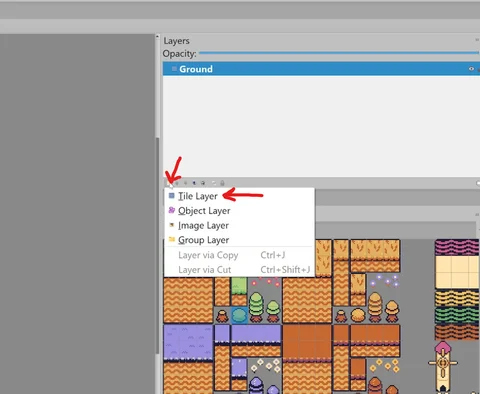 Layers
Opacity:
Ground
Tile Layer
Object Layer
Image Layer
Group Layer
Layer via Copy Ctrl+J
Layer via Cut Ctrl+Shift+J